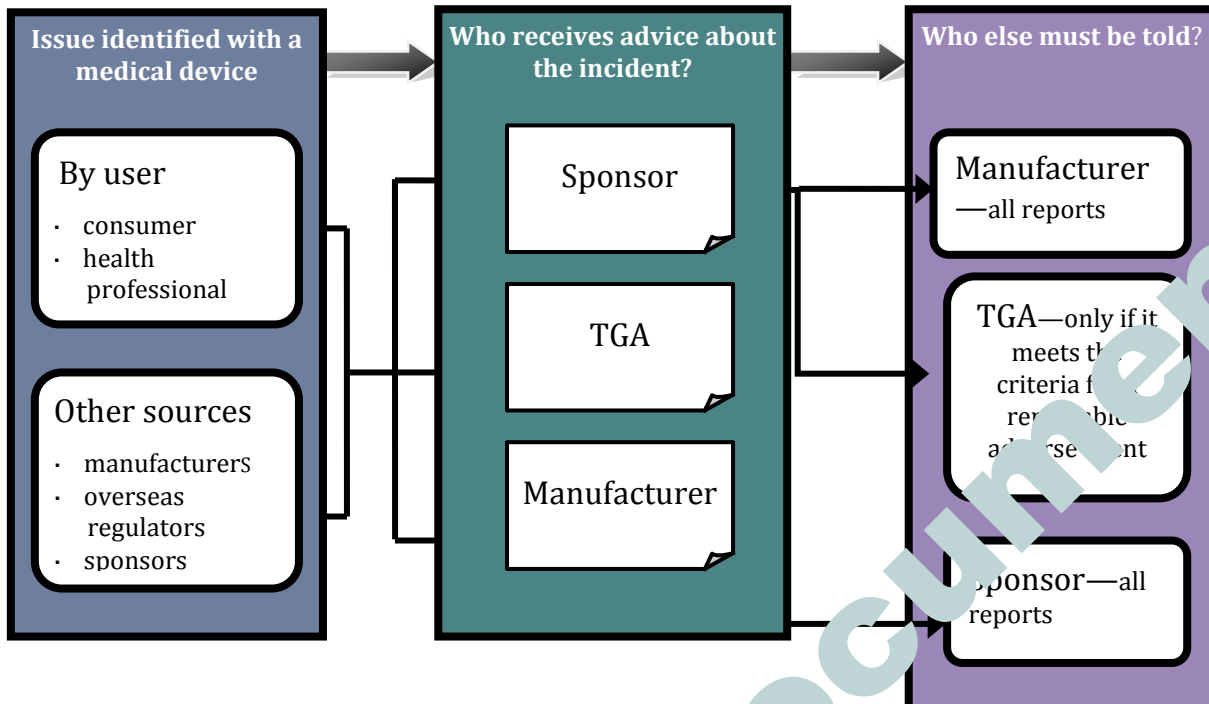 Issue identified with a
medical device
By user
· consumer
· health
professional
Other sources
· manufacturers
· overseas
regulators
· sponsors
Who receives advice about
the incident?
Sponsor
TGA
Manufacturer
Who else must be told?
Manufacturer
—all reports
TGA—only if it
meets
criteria
Sponsor—all
reports